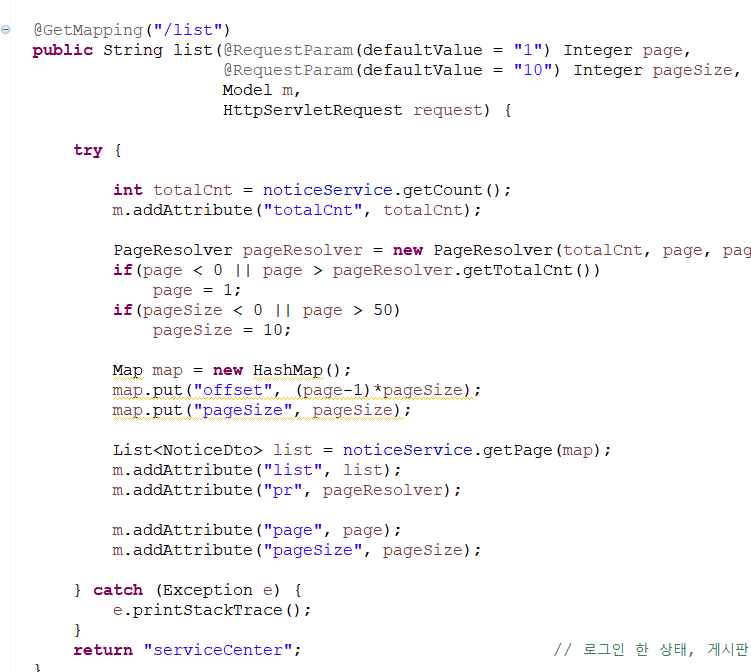 @GetMapping("/list")
public String list(@RequestParam(defaultValue = "1") Integer page,
@RequestParam(defaultValue = "10") Integer pageSize,
Model m,
HttpServletRequest request) {
try {
int totalCnt = noticeService.getCount();
m.addAttribute("totalCnt", totalCnt);
PageResolver pageResolver = new PageResolver(totalCnt, page, pag
if(page < 0 || page > pageResolver.getTotalCnt())
page = 1;
if(pageSize < 0 || page > 50)
pageSize = 10;
Map map = new HashMap();
map.put("offset", (page-1)*pageSize);
map.put("pageSize", pageSize);
List<NoticeDto> list = noticeService.getPage(map);
m.addAttribute("list", list);
m.addAttribute("pr", pageResolver);
m.addAttribute("page", page);
m.addAttribute("pageSize", pageSize);
} catch (Exception e) {
e.printStackTrace();
}
return "serviceCenter"; // 로그인 한 상태, 게시판
}